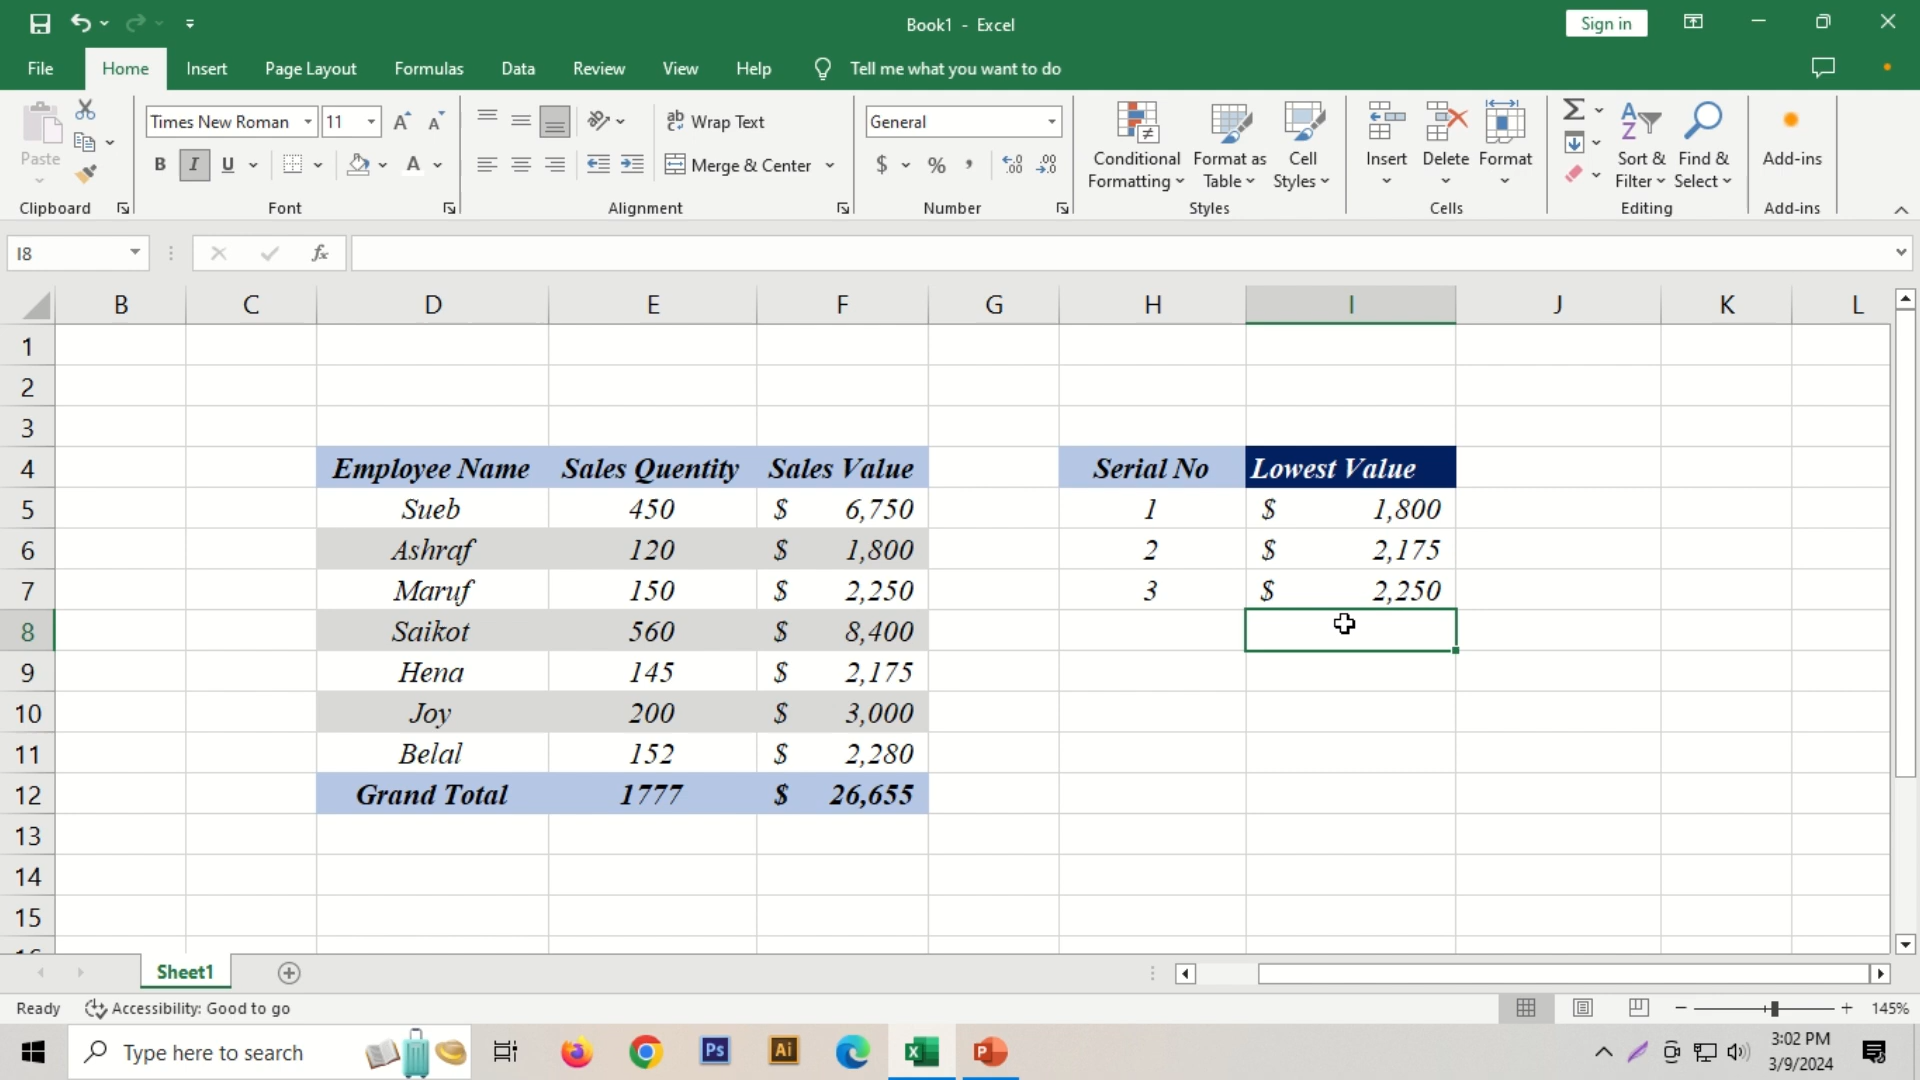 Book1 - Excel
Sign in
File Home Insert Page Layout Formulas Data Review View Help Tell me what you want to do
Paste
Clipboard
Times New Roman 11
B I U A
Font
ab Wrap Text
Merge & Center
Alignment
General
$ % ,
Number
Conditional Formatting
Format as Table
Cell Styles
Styles
Insert Delete Format
Cells
Sort & Filter
Find & Select
Editing
Add-ins
Add-ins
I8 fx
B C D E F G H I J K L
1
2
3
4 Employee Name Sales Quentity Sales Value Serial No Lowest Value
5 Sueb 450 $ 6,750 1 $ 1,800
6 Ashraf 120 $ 1,800 2 $ 2,175
7 Maruf 150 $ 2,250 3 $ 2,250
8 Saikot 560 $ 8,400
9 Hena 145 $ 2,175
10 Joy 200 $ 3,000
11 Belal 152 $ 2,280
12 Grand Total 1777 $ 26,655
13
14
15
Sheet1
Ready Accessibility: Good to go 145%
Type here to search Ps Ai
3:02 PM
3/9/2024